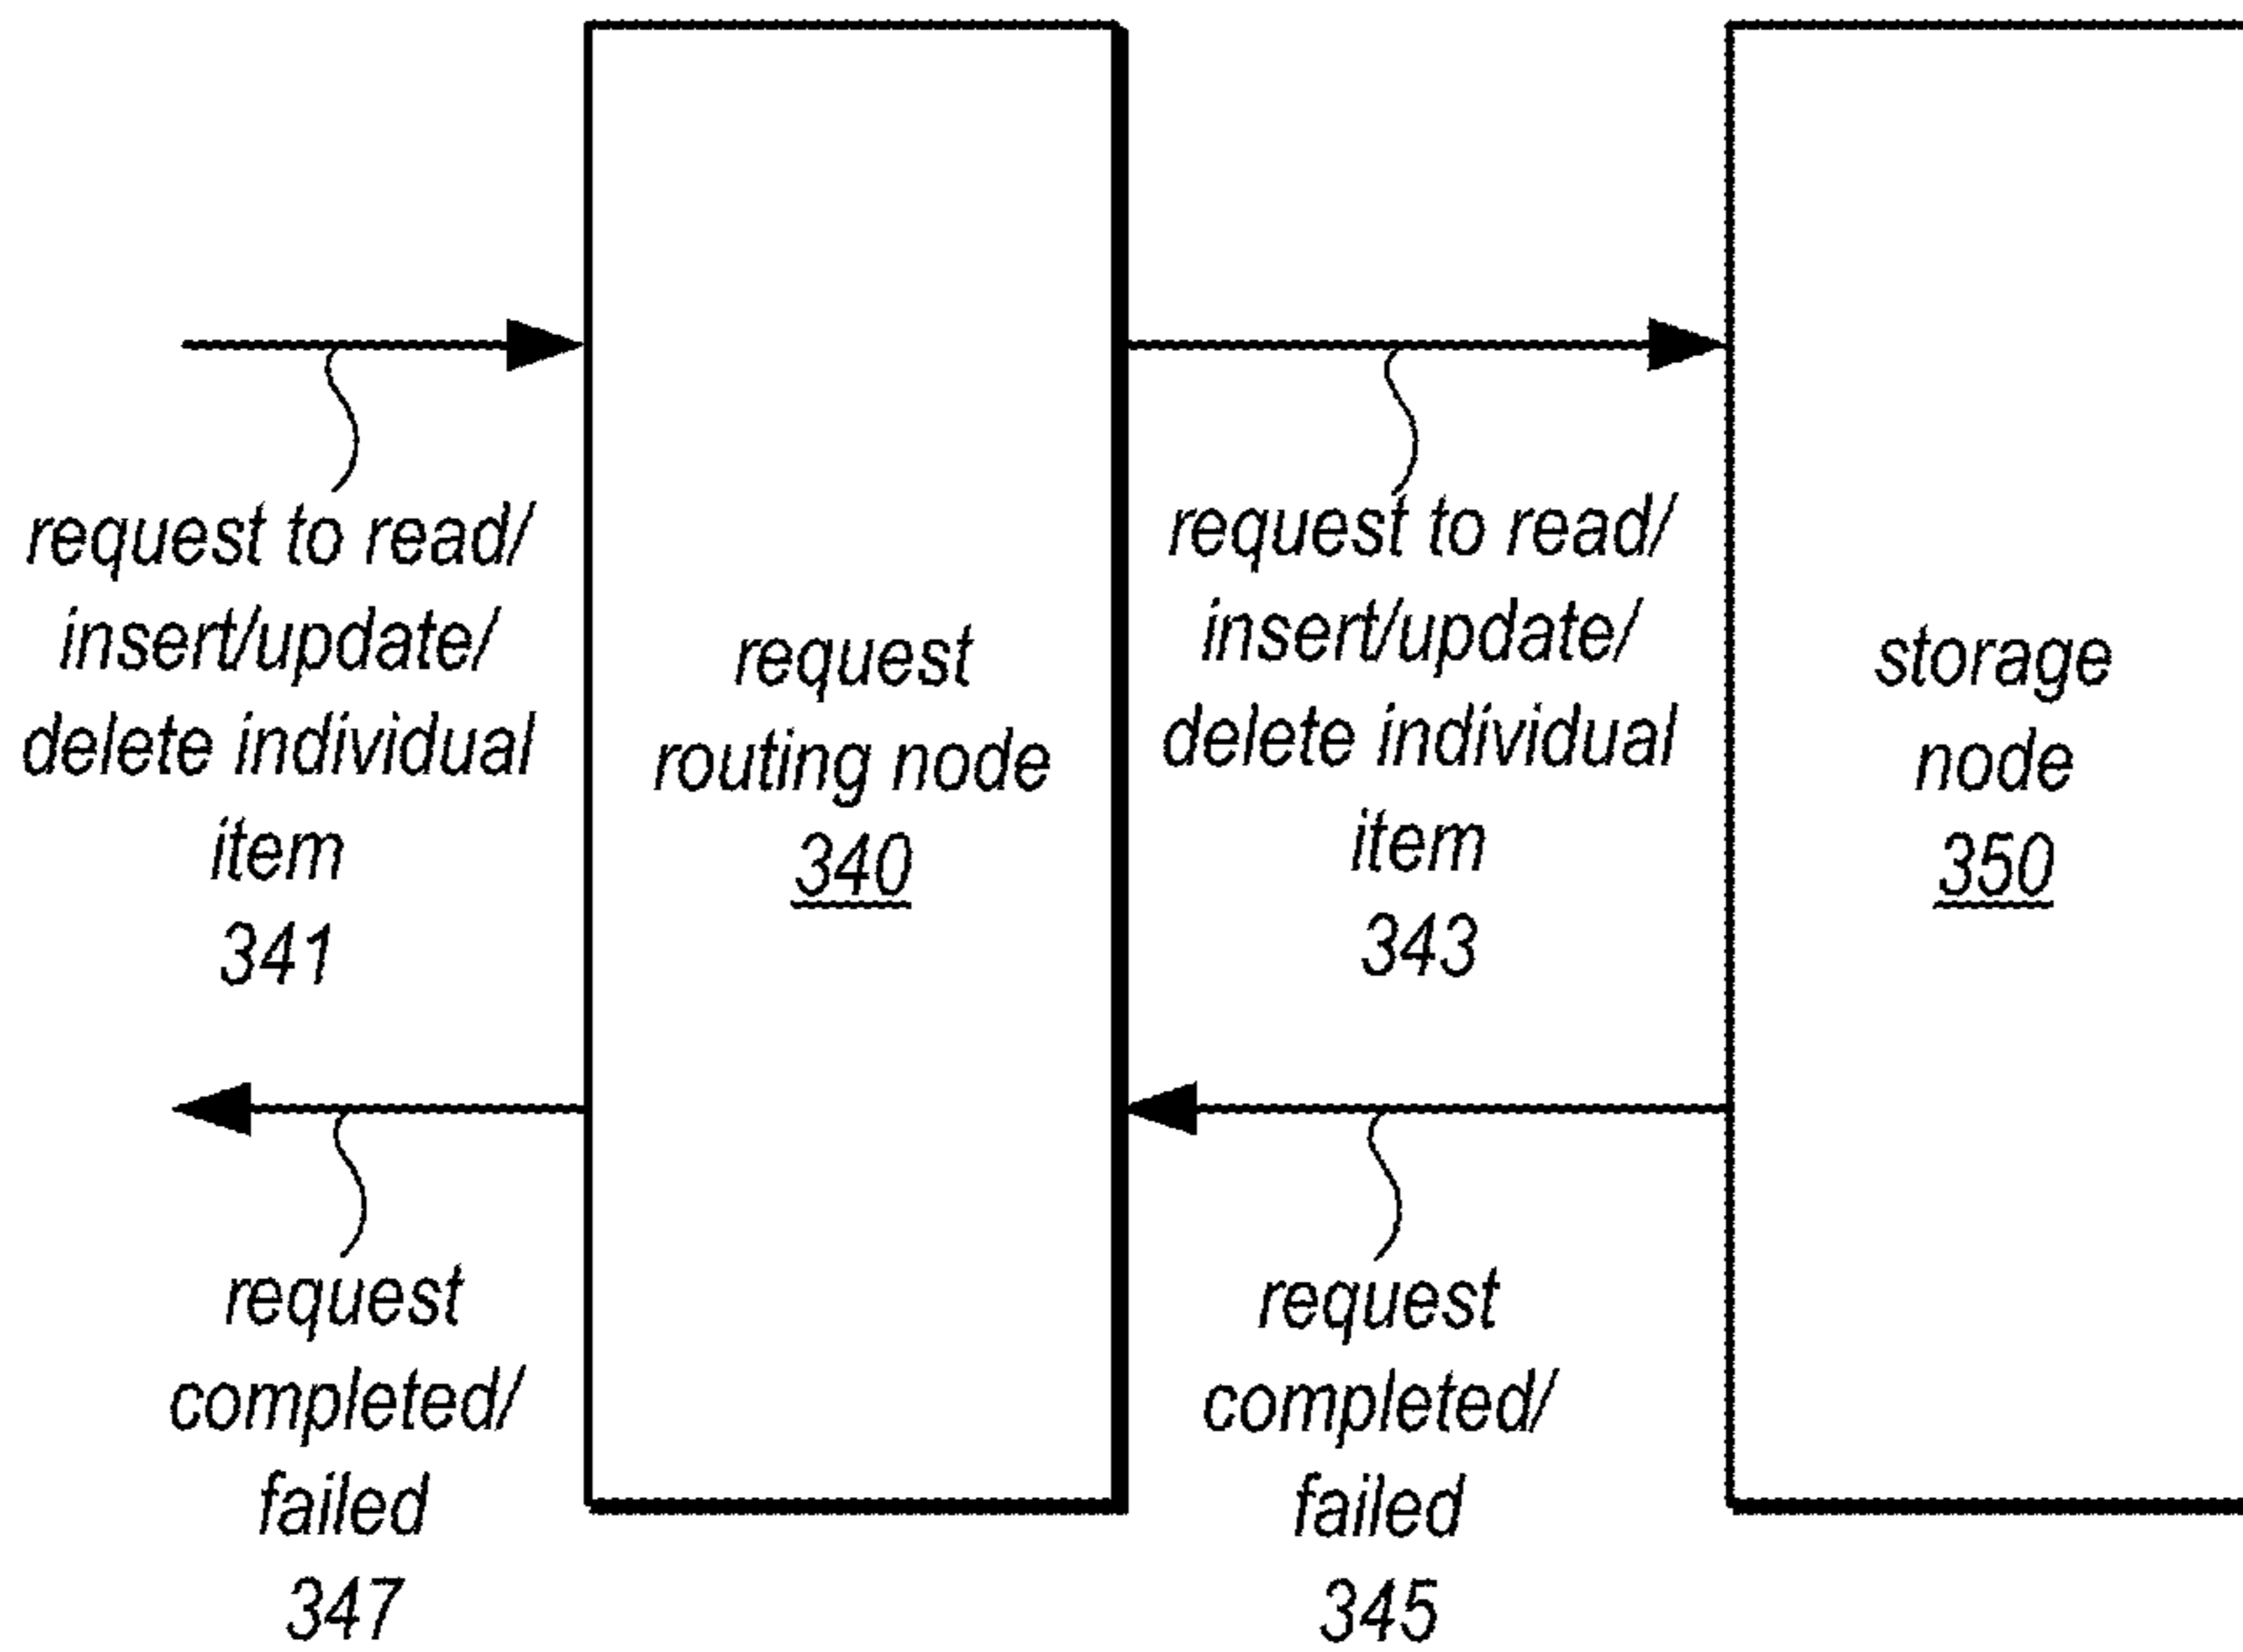 request to read/
insert/update/
delete individual
item
341
request
routing node
340
request to read/
insert/update/
delete individual
item
343
storage
node
350
request
completed/
failed
347
request
completed/
failed
345